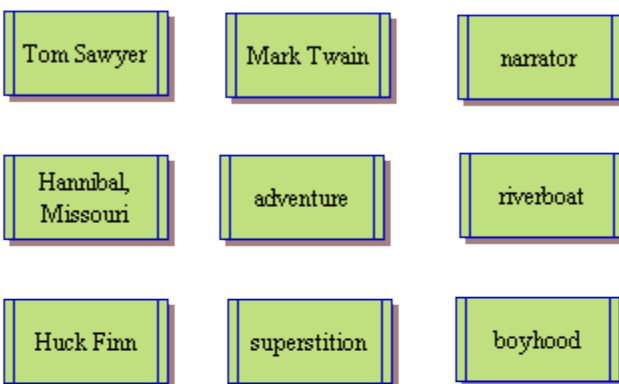 Tom Sawyer
Mark Twain
narrator
Hannibal,
Missouri
adventure
riverboat
Huck Finn
superstition
boyhood